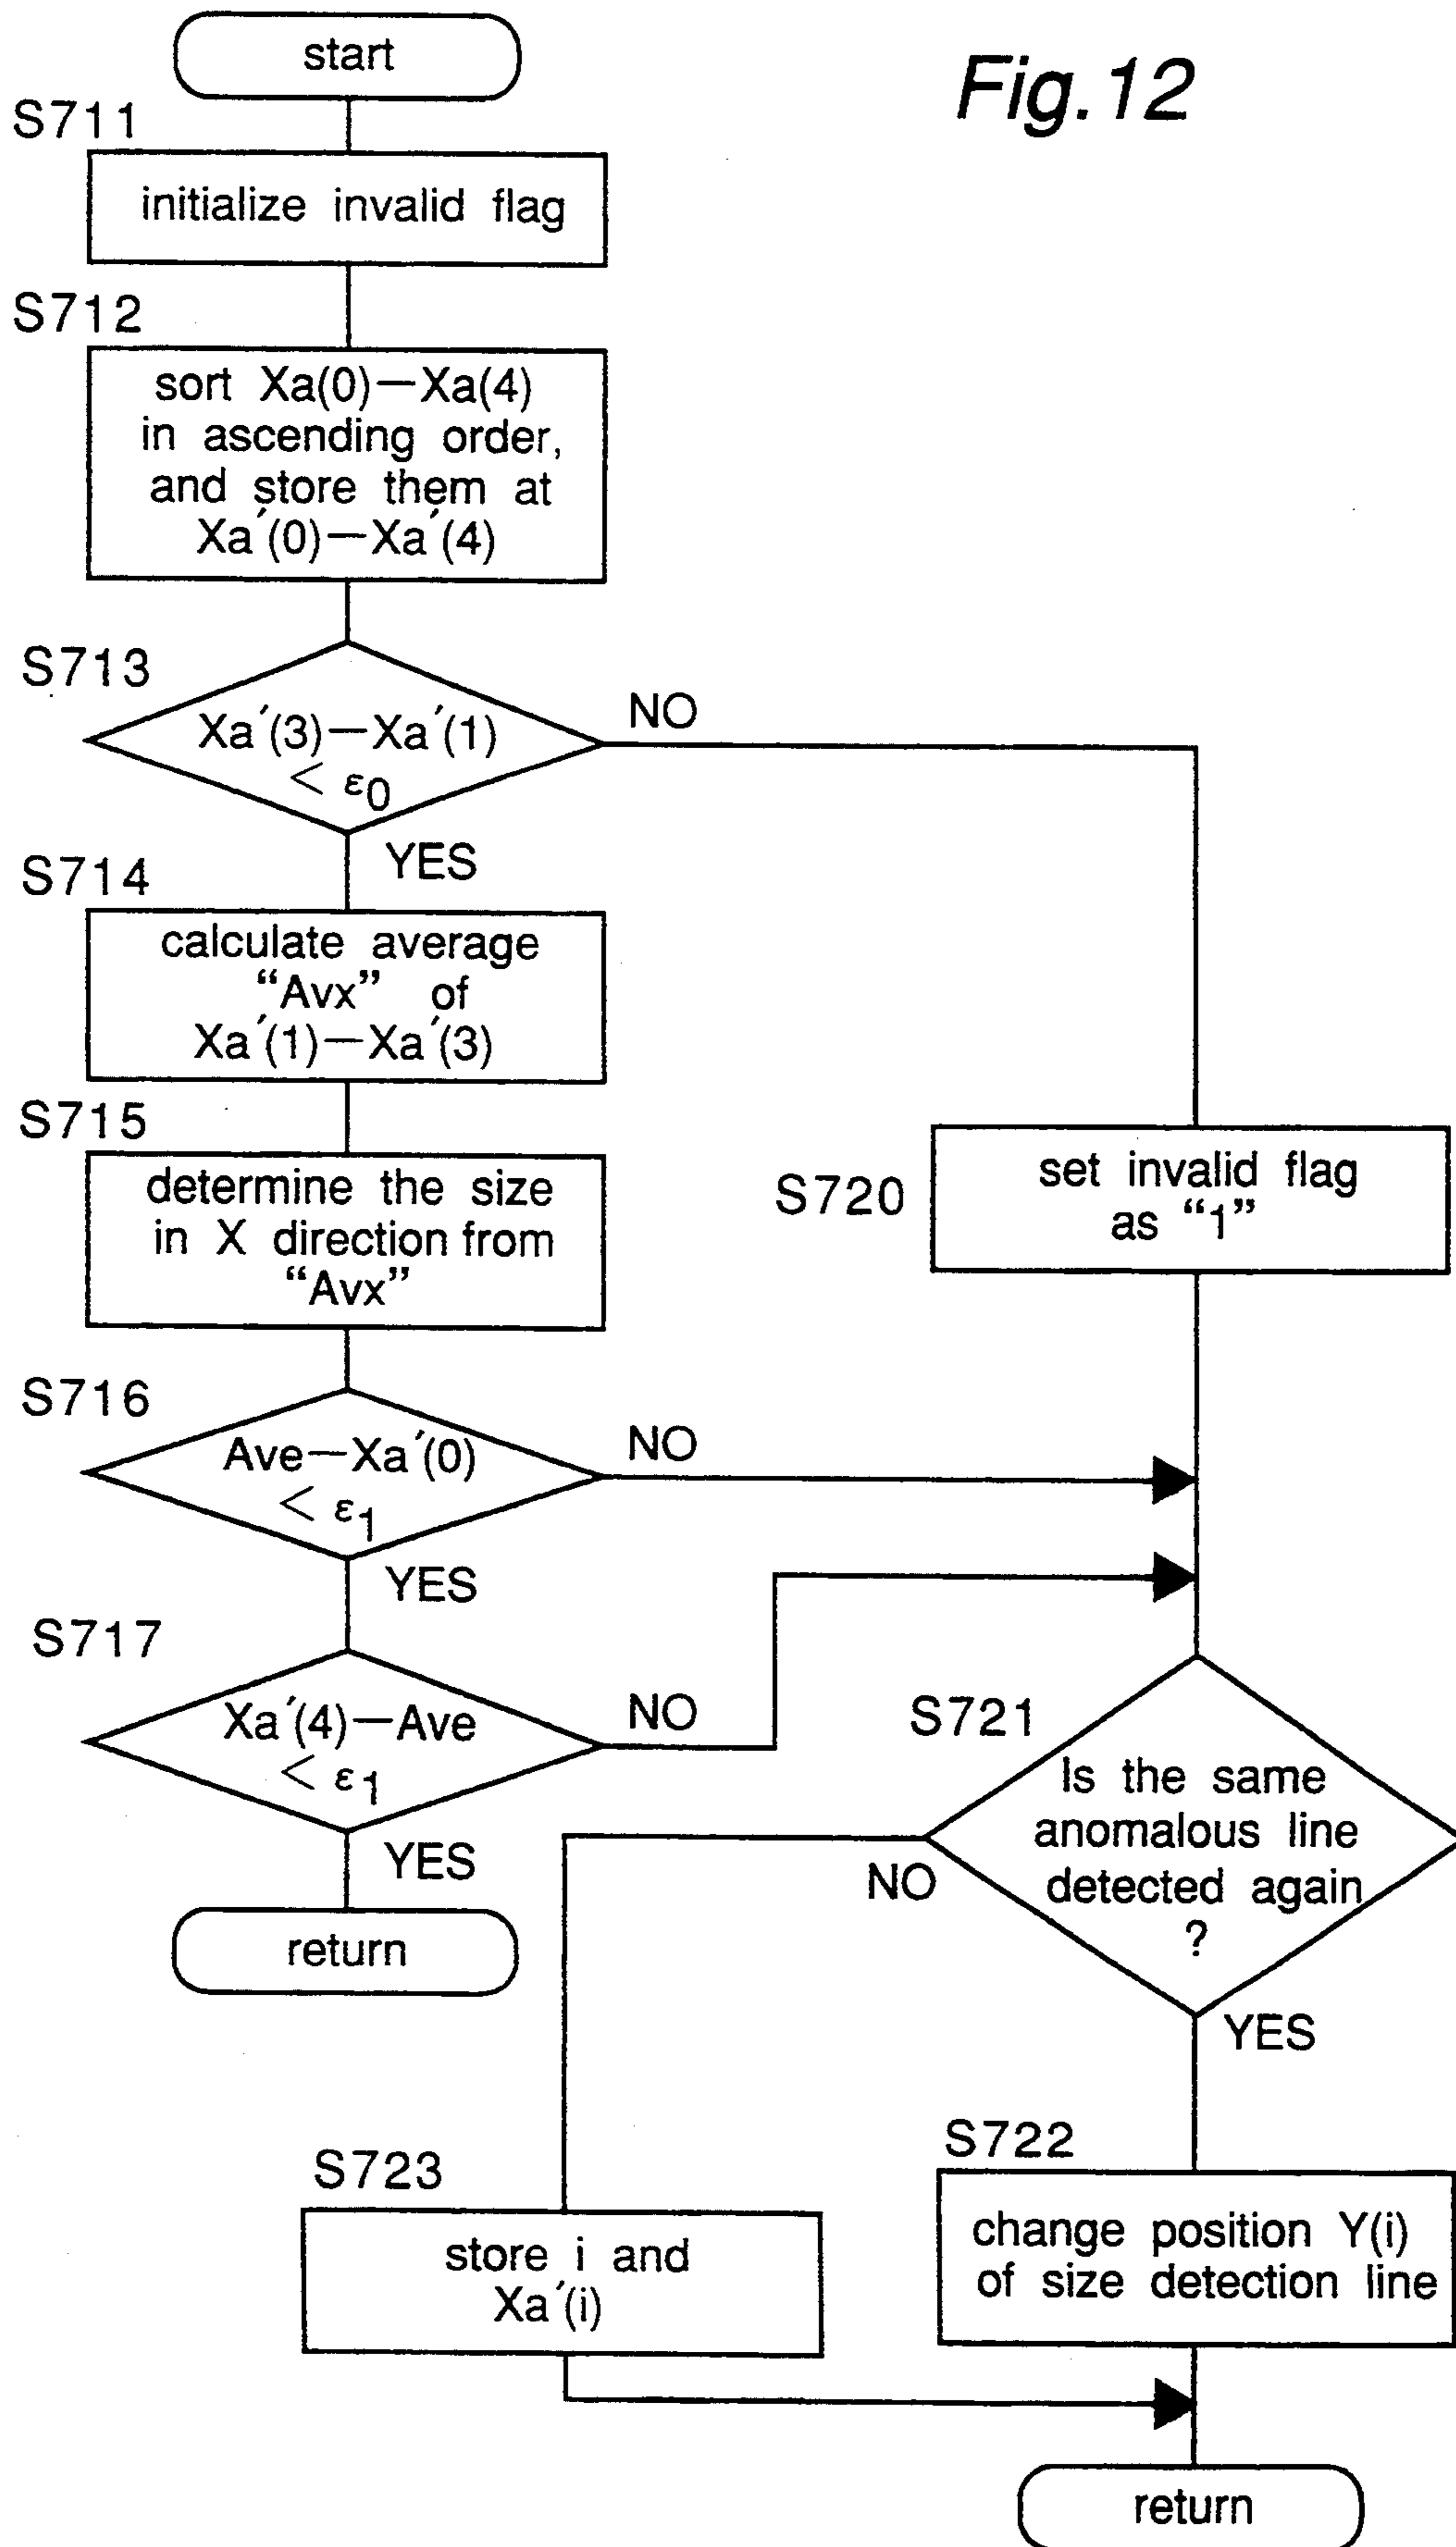 Fig.12
start
S711
initialize invalid flag
S712
sort Xa(0)—Xa(4)
in ascending order,
and store them at
Xa′(0)—Xa′(4)
S713
Xa′(3)—Xa′(1)
< ε0
NO
YES
S714
calculate average
“Avx” of
Xa′(1)—Xa′(3)
S715
determine the size
in X direction from
“Avx”
S720
set invalid flag
as “1”
S716
Ave—Xa′(0)
< ε1
NO
YES
S717
Xa′(4)—Ave
< ε1
NO
YES
return
S721
Is the same
anomalous line
detected again
?
NO
YES
S722
change position Y(i)
of size detection line
S723
store i and
Xa′(i)
return